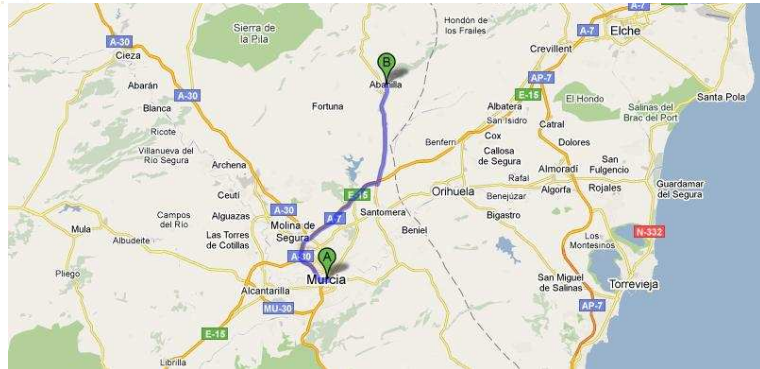 Sierra de
la Pila
Hondón de
los Frailes
A-7
A-30
Cieza
Crevillent
Elche
A-7
B
Abanilla
AP-7
E-15
Abarán
A-30
Blanca
Fortuna
Albatera
San Isidro
El Hondo
Santa Pola
Salinas del
Brac del Port
Ricote
Cox
Catral
Villanueva del
Río Segura
Benferri
Callosa
de Segura
Dolores
Archena
Almoradí
San
Fulgencio
Rafal
Ceutí
E-15
Orihuela
Benejúzar
Algorfa
Rojales
Guardamar
del Segura
Campos
del Río
Alguazas
A-30
A-7
Santomera
Bigastro
Mula
Albudeite
Las Torres
de Cotillas
Molina de
Segura
Beniel
N-332
Los
Montesinos
A-30
A
Pliego
Murcia
San Miguel
de Salinas
Torrevieja
Alcantarilla
MU-30
AP-7
E-15
Librilla